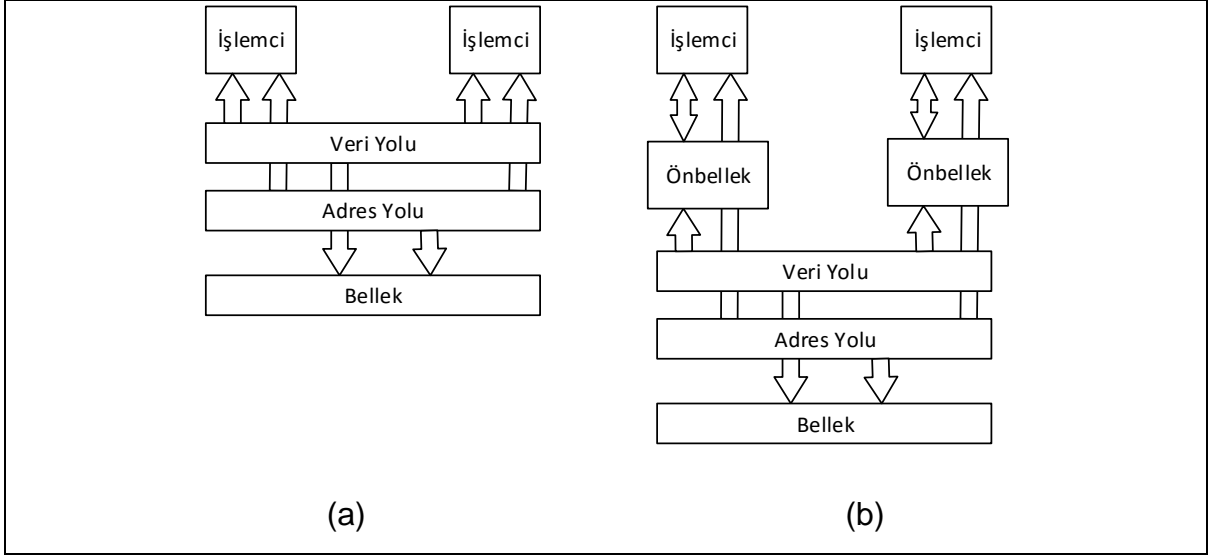 İşlemci
İşlemci
Veri Yolu
Adres Yolu
Bellek
(a)
İşlemci
İşlemci
Önbellek
Önbellek
Veri Yolu
Adres Yolu
Bellek
(b)